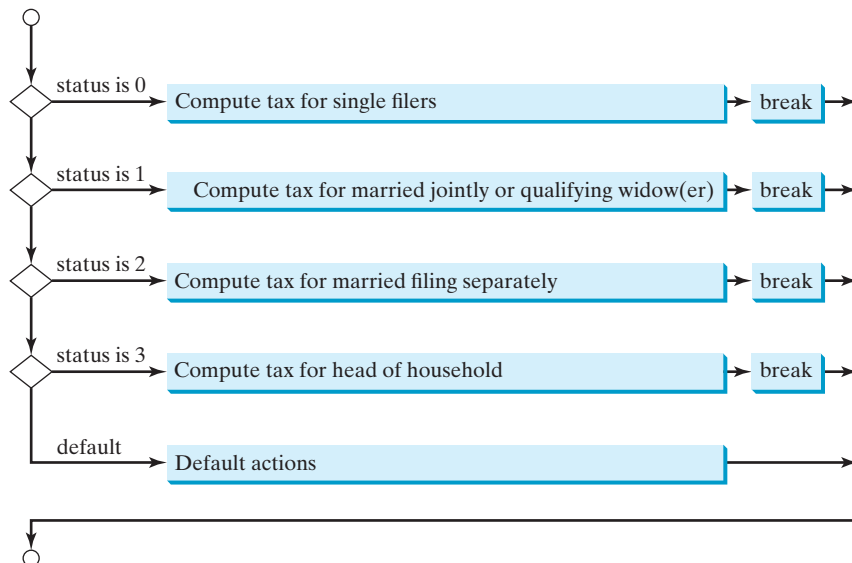 status is 0
Compute tax for single filers
break
status is 1
Compute tax for married jointly or qualifying widow(er)
break
status is 2
Compute tax for married filing separately
break
status is 3
Compute tax for head of household
break
default
Default actions